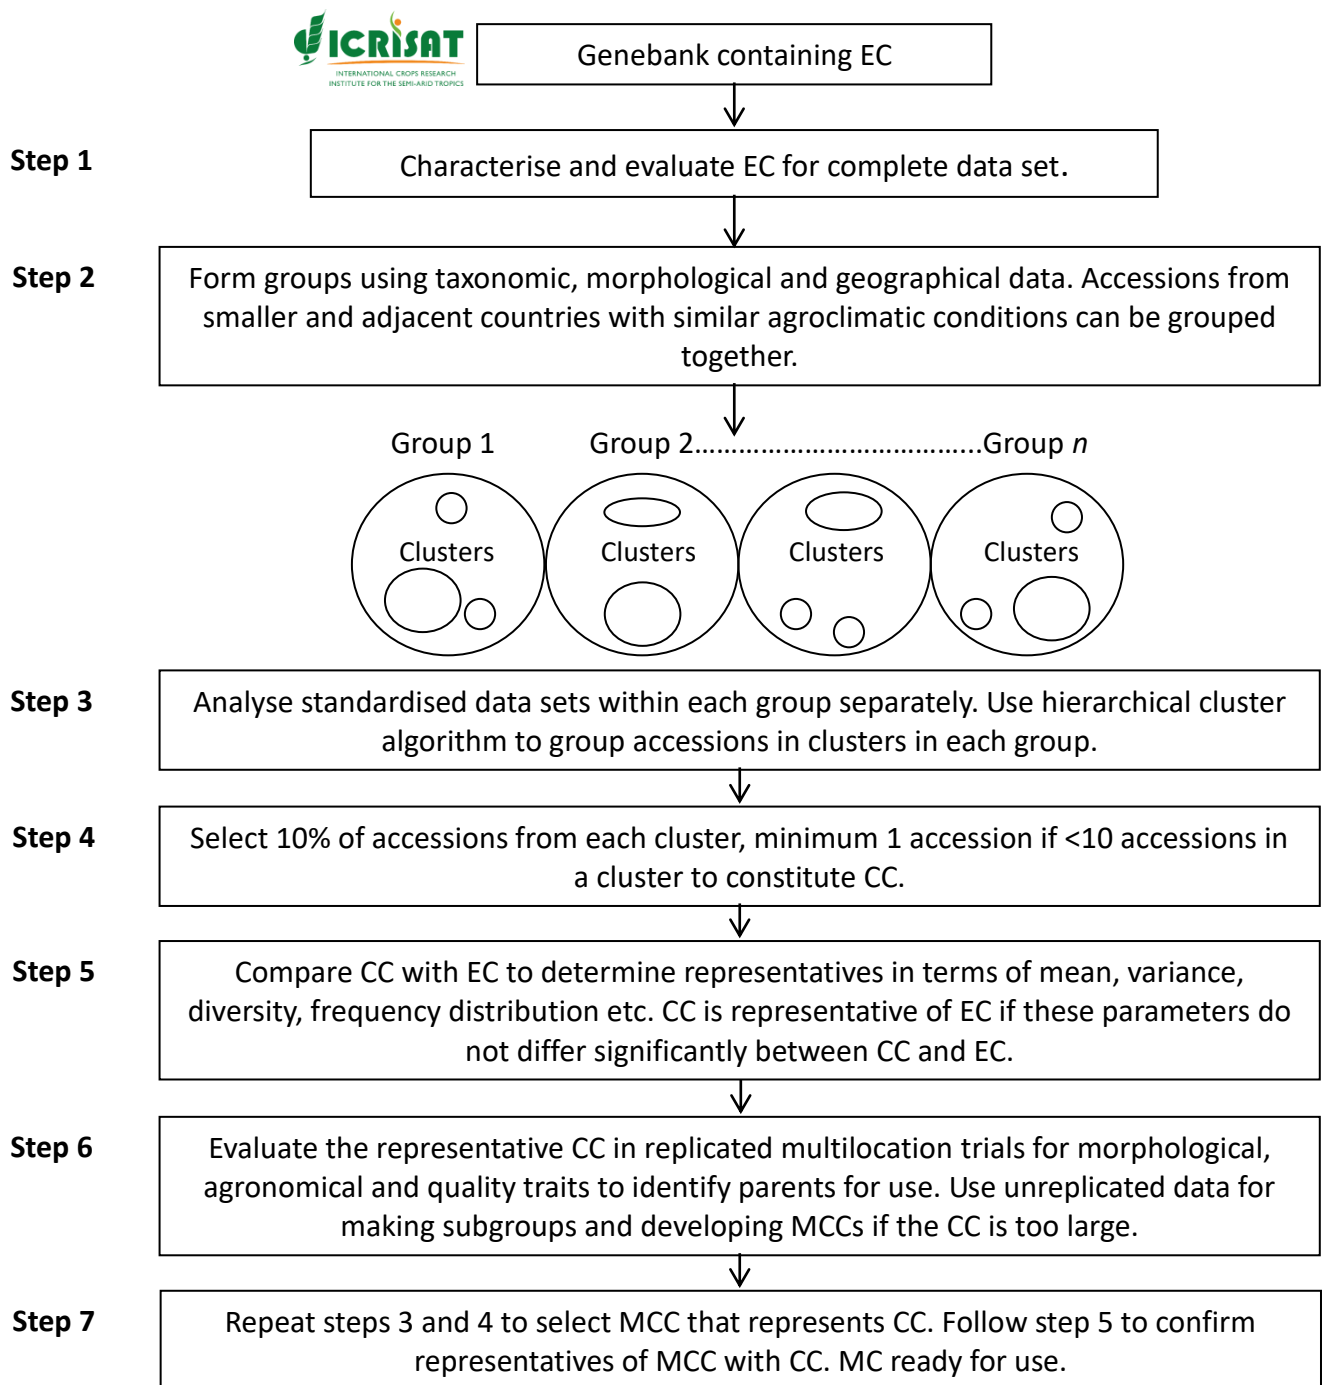 ICRISAT
INTERNATIONAL CROPS RESEARCH
INSTITUTE FOR THE SEMI-ARID TROPICS
Genebank containing EC
Step 1
Characterise and evaluate EC for complete data set.
Step 2
Form groups using taxonomic, morphological and geographical data. Accessions from
smaller and adjacent countries with similar agroclimatic conditions can be grouped
together.
Group 1 Group 2……………………………...Group n
Clusters Clusters Clusters Clusters
Step 3
Analyse standardised data sets within each group separately. Use hierarchical cluster
algorithm to group accessions in clusters in each group.
Step 4
Select 10% of accessions from each cluster, minimum 1 accession if <10 accessions in
a cluster to constitute CC.
Step 5
Compare CC with EC to determine representatives in terms of mean, variance,
diversity, frequency distribution etc. CC is representative of EC if these parameters do
not differ significantly between CC and EC.
Step 6
Evaluate the representative CC in replicated multilocation trials for morphological,
agronomical and quality traits to identify parents for use. Use unreplicated data for
making subgroups and developing MCCs if the CC is too large.
Step 7
Repeat steps 3 and 4 to select MCC that represents CC. Follow step 5 to confirm
representatives of MCC with CC. MC ready for use.